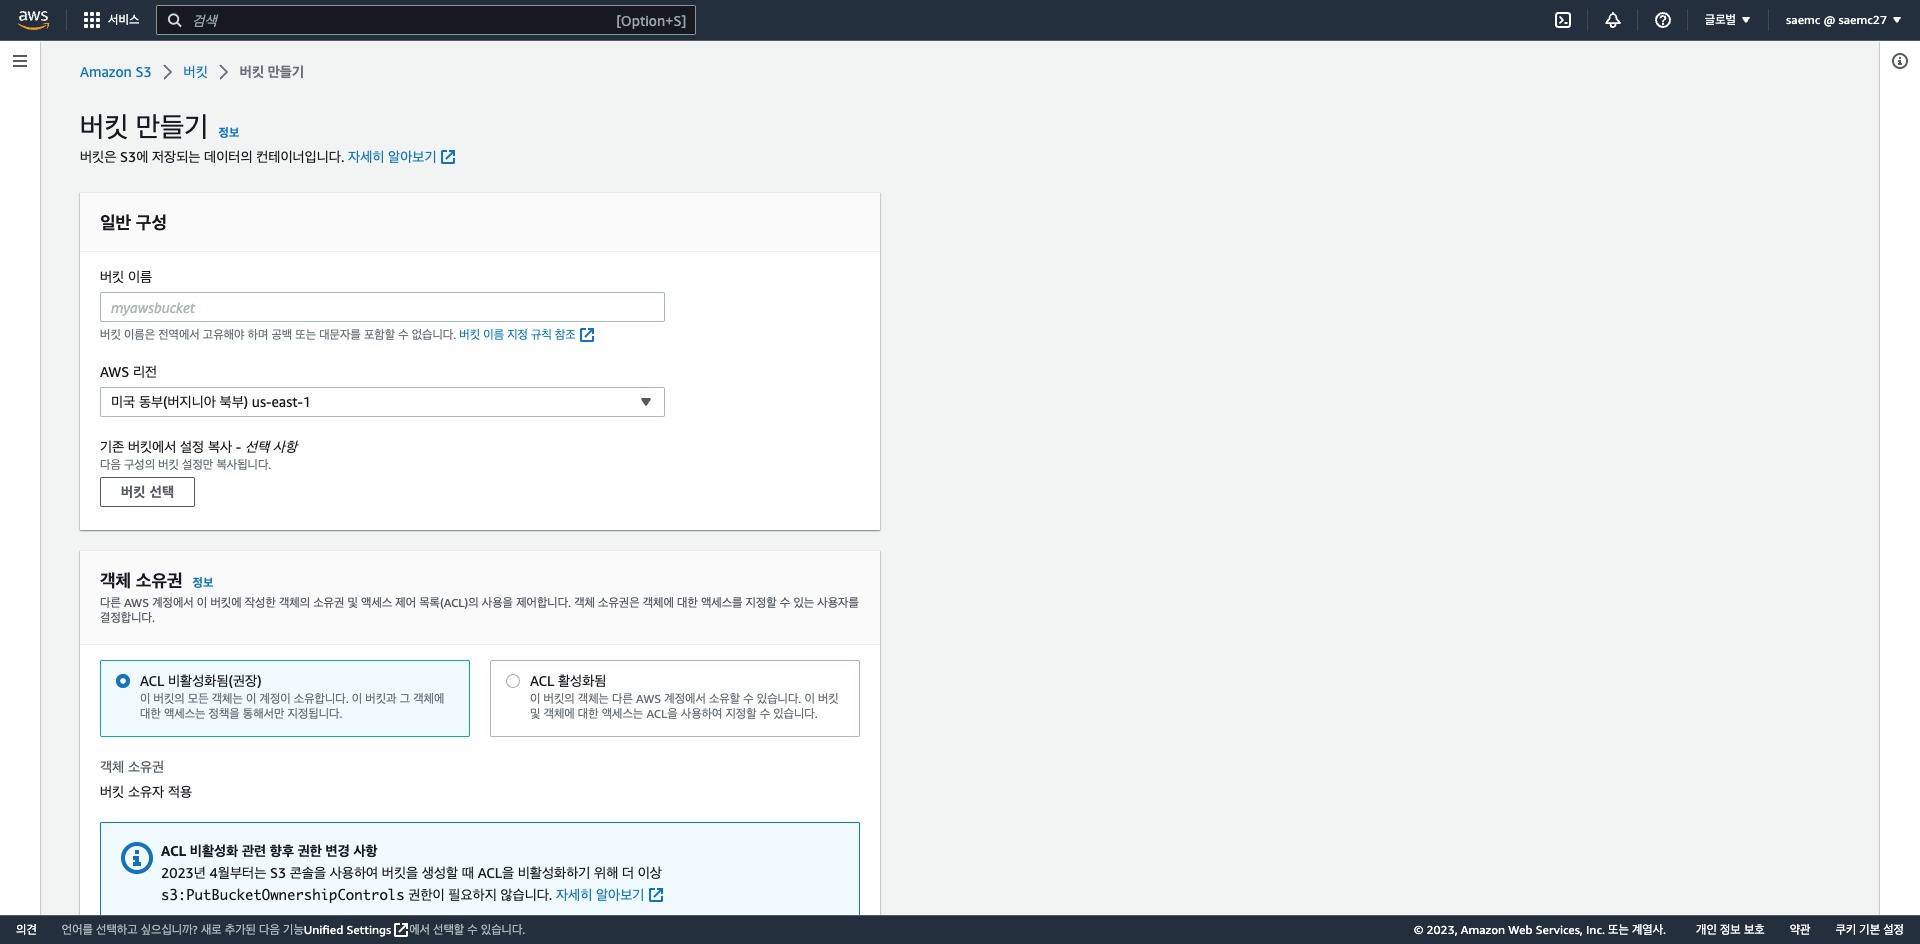 aws
서비스
검색
[Option+S]
글로벌
saemc @ saemc27
Amazon S3 > 버킷 > 버킷 만들기
버킷 만들기 정보
버킷은 S3에 저장되는 데이터의 컨테이너입니다. 자세히 알아보기
일반 구성
버킷 이름
myawsbucket
버킷 이름은 전역에서 고유해야 하며 공백 또는 대문자를 포함할 수 없습니다. 버킷 이름 지정 규칙 참조
AWS 리전
미국 동부(버지니아 북부) us-east-1
기존 버킷에서 설정 복사 - 선택 사항
다음 구성의 버킷 설정만 복사됩니다.
버킷 선택
객체 소유권 정보
다른 AWS 계정에서 이 버킷에 작성한 객체의 소유권 및 액세스 제어 목록(ACL)의 사용을 제어합니다. 객체 소유권은 객체에 대한 액세스를 지정할 수 있는 사용자를
결정합니다.
ACL 비활성화됨(권장)
이 버킷의 모든 객체는 이 계정이 소유합니다. 이 버킷과 그 객체에
대한 액세스는 정책을 통해서만 지정됩니다.
ACL 활성화됨
이 버킷의 객체는 다른 AWS 계정에서 소유할 수 있습니다. 이 버킷
및 객체에 대한 액세스는 ACL을 사용하여 지정할 수 있습니다.
객체 소유권
버킷 소유자 적용
ACL 비활성화 관련 향후 권한 변경 사항
2023년 4월부터는 S3 콘솔을 사용하여 버킷을 생성할 때 ACL을 비활성화하기 위해 더 이상
s3:PutBucketOwnershipControls 권한이 필요하지 않습니다. 자세히 알아보기
의견
언어를 선택하고 싶으십니까? 새로 추가된 다음 기능Unified Settings에서 선택할 수 있습니다.
© 2023, Amazon Web Services, Inc. 또는 계열사.
개인 정보 보호
약관
쿠키 기본 설정